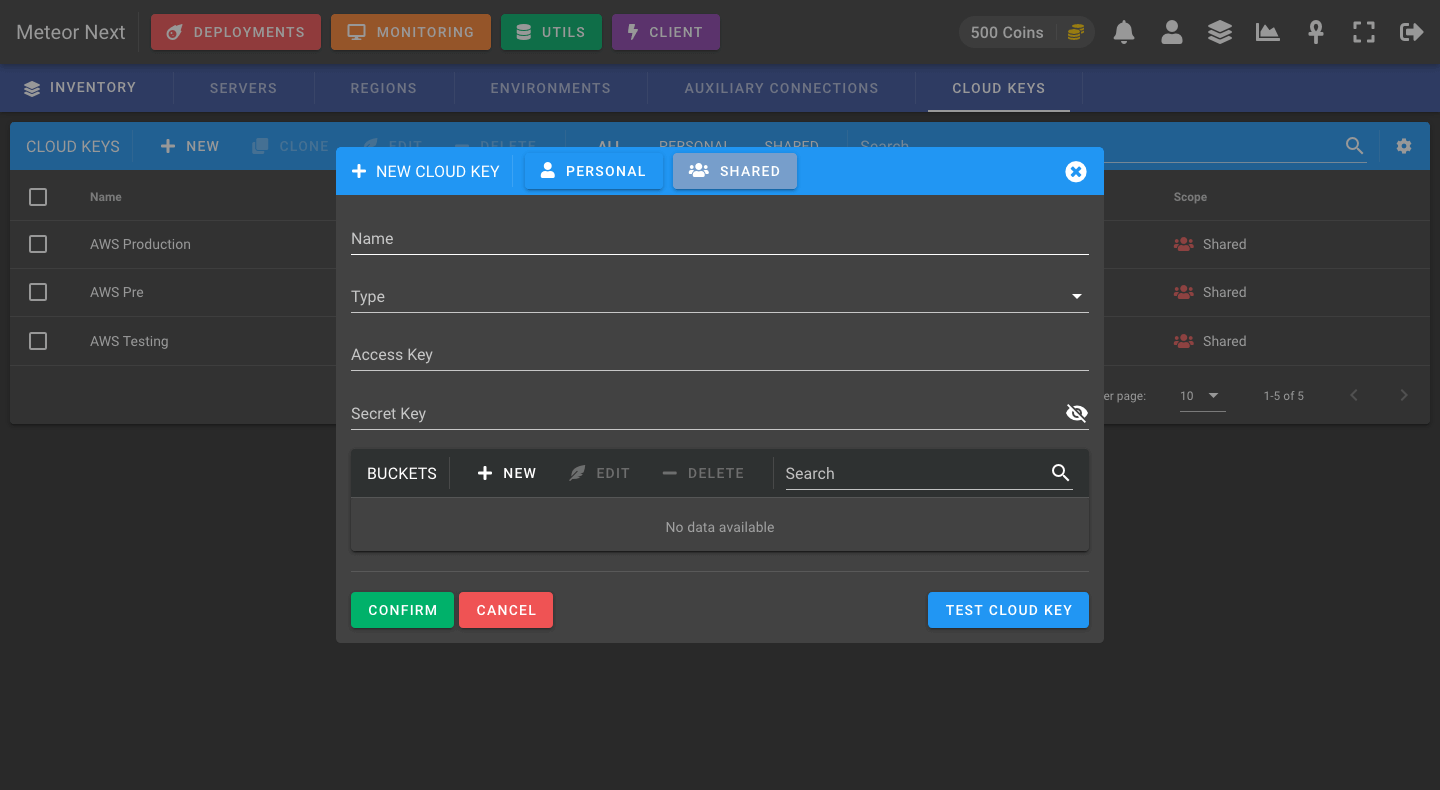 Meteor Next DEPLOYMENTS MONITORING UTILS CLIENT 500 Coins
INVENTORY SERVERS REGIONS ENVIRONMENTS AUXILIARY CONNECTIONS CLOUD KEYS
CLOUD KEYS NEW CLONE EDIT DELETE ALL PERSONAL SHARED Search
NEW CLOUD KEY PERSONAL SHARED
Name Scope
Name
AWS Production Shared
AWS Pre Shared
Type
AWS Testing Shared
Access Key
er page: 10 1-5 of 5
Secret Key
BUCKETS NEW EDIT DELETE Search
No data available
CONFIRM CANCEL TEST CLOUD KEY